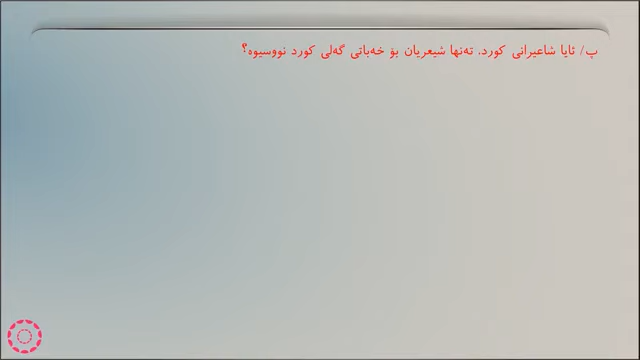 پ/ ئایا شاعیرانی کورد، تەنها شیعریان بۆ خەباتی گەلی کورد نووسیوە؟